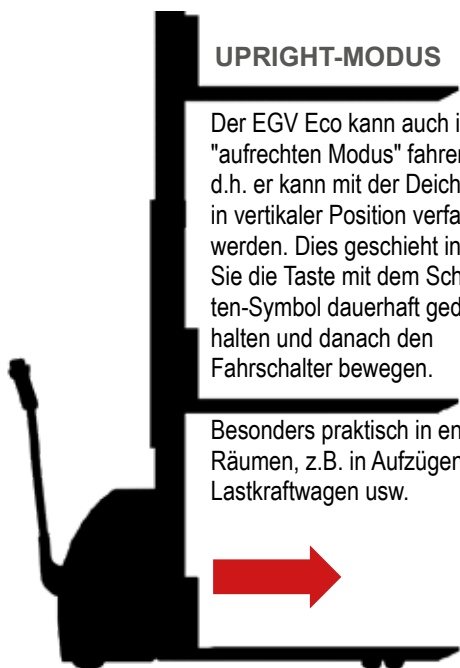 UPRIGHT-MODUS
Der EGV Eco kann auch i
"aufrechten Modus" fahre
d.h. er kann mit der Deich
in vertikaler Position verfa
werden. Dies geschieht in
Sie die Taste mit dem Sch
ten-Symbol dauerhaft ged
halten und danach den
Fahrschalter bewegen.
Besonders praktisch in en
Räumen, z.B. in Aufzügen
Lastkraftwagen usw.